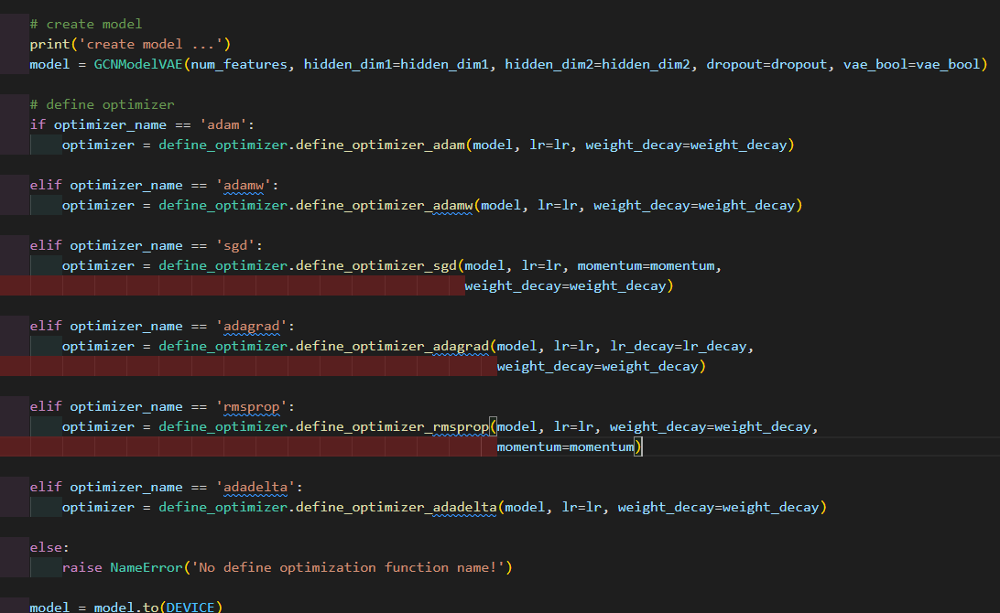 # create model
print('create model ...')
model = GCNModelVAE(num_features, hidden_dim1=hidden_dim1, hidden_dim2=hidden_dim2, dropout=dropout, vae_bool=vae_bool)
# define optimizer
if optimizer_name == 'adam':
optimizer = define_optimizer.define_optimizer_adam(model, lr=lr, weight_decay=weight_decay)
elif optimizer_name == 'adamw':
optimizer = define_optimizer.define_optimizer_adamw(model, lr=lr, weight_decay=weight_decay)
elif optimizer_name == 'sgd':
optimizer = define_optimizer.define_optimizer_sgd(model, lr=lr, momentum=momentum,
weight_decay=weight_decay)
elif optimizer_name == 'adagrad':
optimizer = define_optimizer.define_optimizer_adagrad(model, lr=lr, lr_decay=lr_decay,
weight_decay=weight_decay)
elif optimizer_name == 'rmsprop':
optimizer = define_optimizer.define_optimizer_rmsprop(model, lr=lr, weight_decay=weight_decay,
momentum=momentum)
elif optimizer_name == 'adadelta':
optimizer = define_optimizer.define_optimizer_adadelta(model, lr=lr, weight_decay=weight_decay)
else:
raise NameError('No define optimization function name!')
model = model.to(DEVICE)